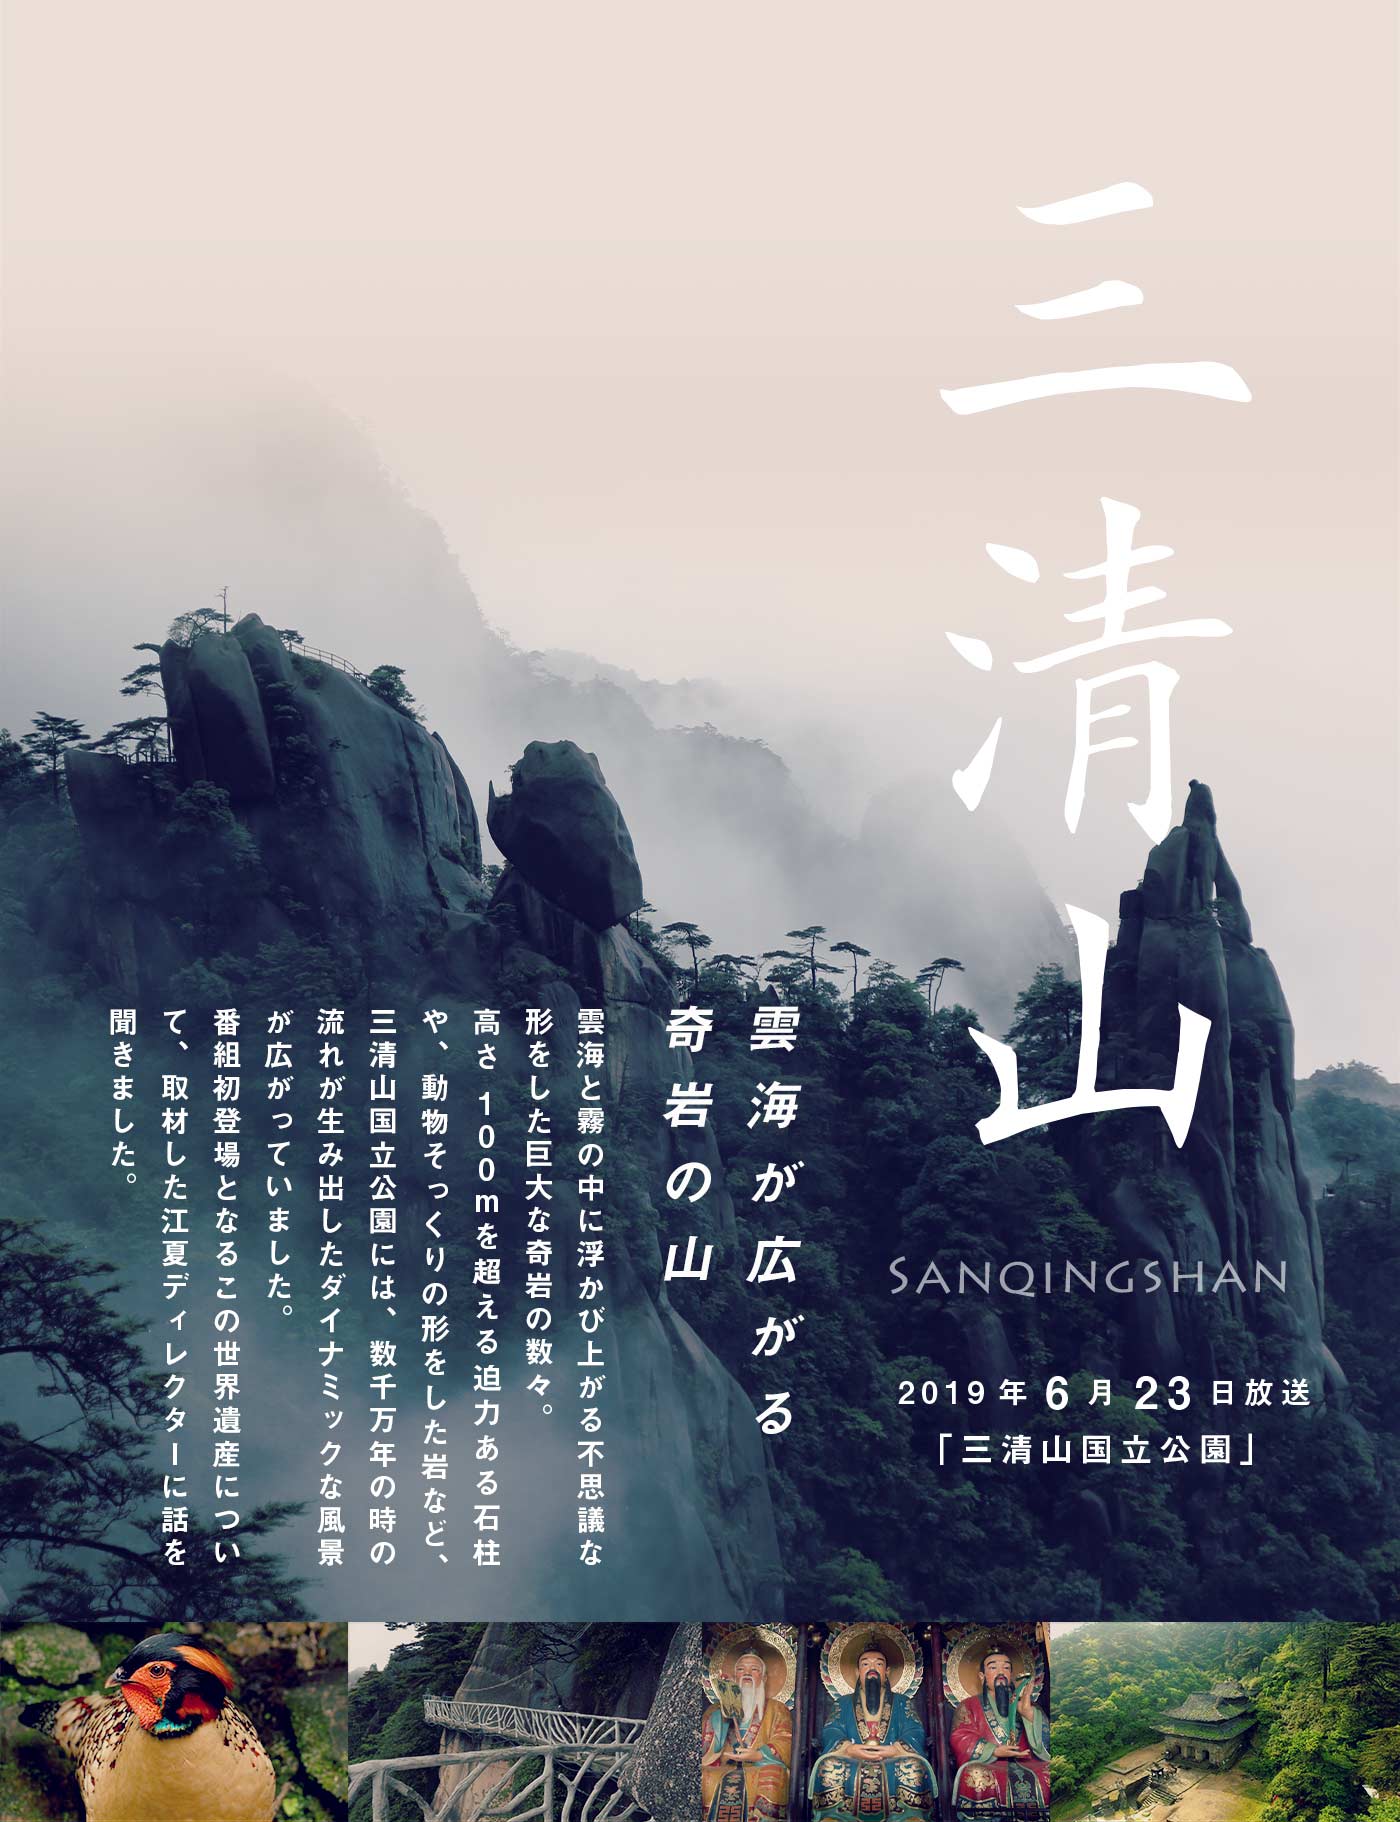 三清山
SANQINGSHAN
2019年6月23日放送
「三清山国立公園」
雲海が広がる
奇岩の山
雲海と霧の中に浮かび上がる不思議な
形をした巨大な奇岩の数々。
高さ100mを超える迫力ある石柱
や、動物そっくりの形をした岩など、
三清山国立公園には、数千万年の時の
流れが生み出したダイナミックな風景
が広がっていました。
番組初登場となるこの世界遺産につい
て、取材した江夏ディレクターに話を
聞きました。